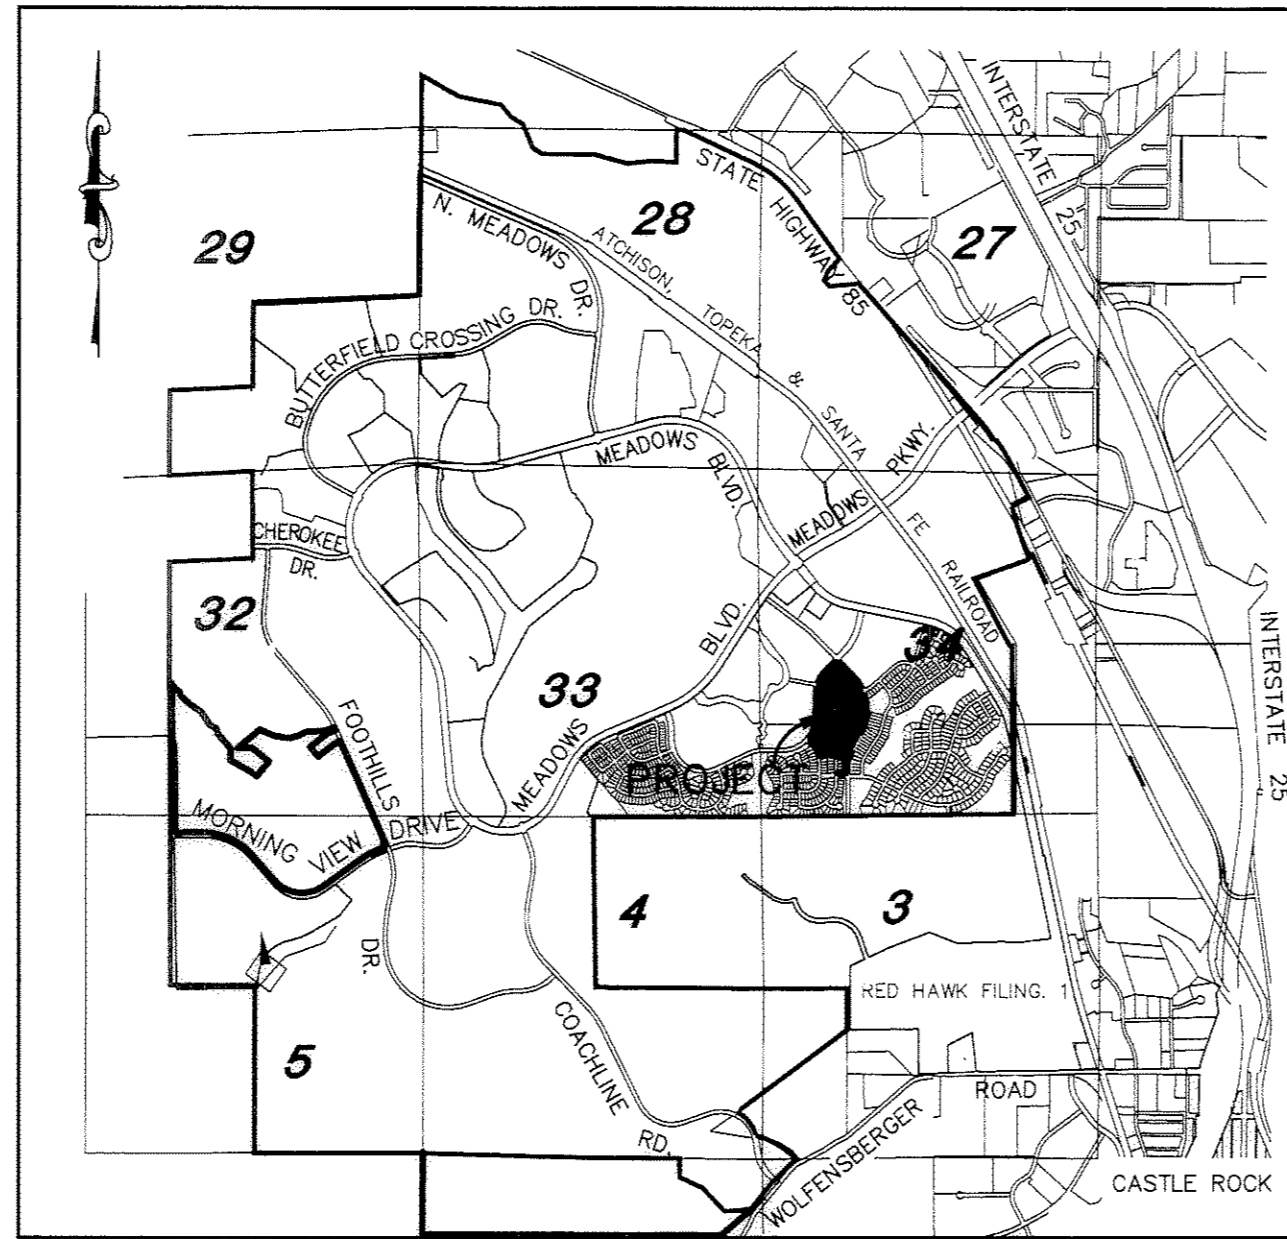 INTERSTATE 25
STATE HIGHWAY 85
N. MEADOWS DR.
28
27
29
ATCHISON, TOPEKA & SANTA FE RAILROAD
BUTTERFIELD CROSSING DR.
MEADOWS BLVD.
MEADOWS PKWY.
CHEROKEE
DR.
32
33
34
MEADOWS BLVD.
FOOTHILLS DR.
PROJECT
INTERSTATE 25
MORNING VIEW DRIVE
4
3
RED HAWK FILING. 1
5
COACHLINE RD.
WOLFENSBERGER ROAD
CASTLE ROCK